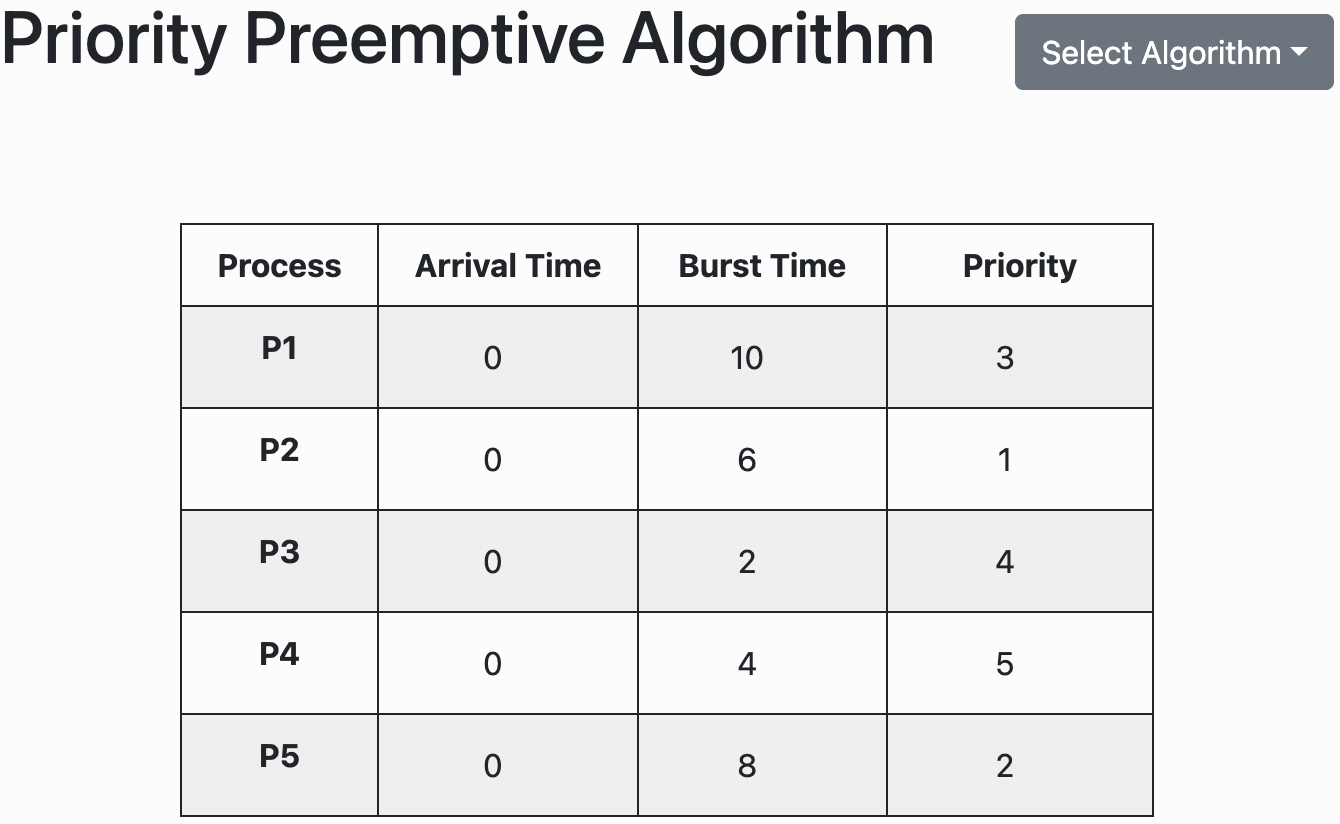 Priority Preemptive Algorithm
Select Algorithm
Process Arrival Time Burst Time Priority
P1 0 10 3
P2 0 6 1
P3 0 2 4
P4 0 4 5
P5 0 8 2